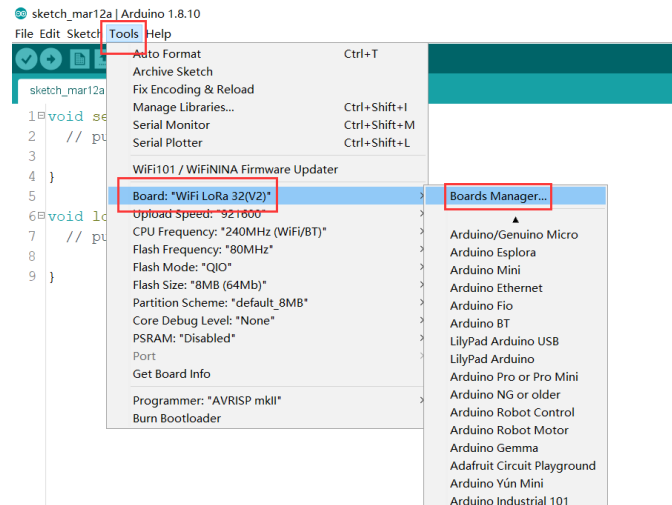 sketch_mar12a | Arduino 1.8.10
File Edit Sketch Tools Help
sketch_mar12a
Auto Format Ctrl+T
Archive Sketch
Fix Encoding & Reload
Manage Libraries... Ctrl+Shift+I
Serial Monitor Ctrl+Shift+M
Serial Plotter Ctrl+Shift+L
WiFi101 / WiFiNINA Firmware Updater
Board: "WiFi LoRa 32(V2)"
Upload Speed: "921600"
CPU Frequency: "240MHz (WiFi/BT)"
Flash Frequency: "80MHz"
Flash Mode: "QIO"
Flash Size: "8MB (64Mb)"
Partition Scheme: "default_8MB"
Core Debug Level: "None"
PSRAM: "Disabled"
Port
Get Board Info
Programmer: "AVRISP mkII"
Burn Bootloader
Boards Manager...
Arduino/Genuino Micro
Arduino Esplora
Arduino Mini
Arduino Ethernet
Arduino Fio
Arduino BT
LilyPad Arduino USB
LilyPad Arduino
Arduino Pro or Pro Mini
Arduino NG or older
Arduino Robot Control
Arduino Robot Motor
Arduino Gemma
Adafruit Circuit Playground
Arduino Yún Mini
Arduino Industrial 101
1 void se
2 // pu
3
4 }
5
6 void lo
7 // pu
8
9 }